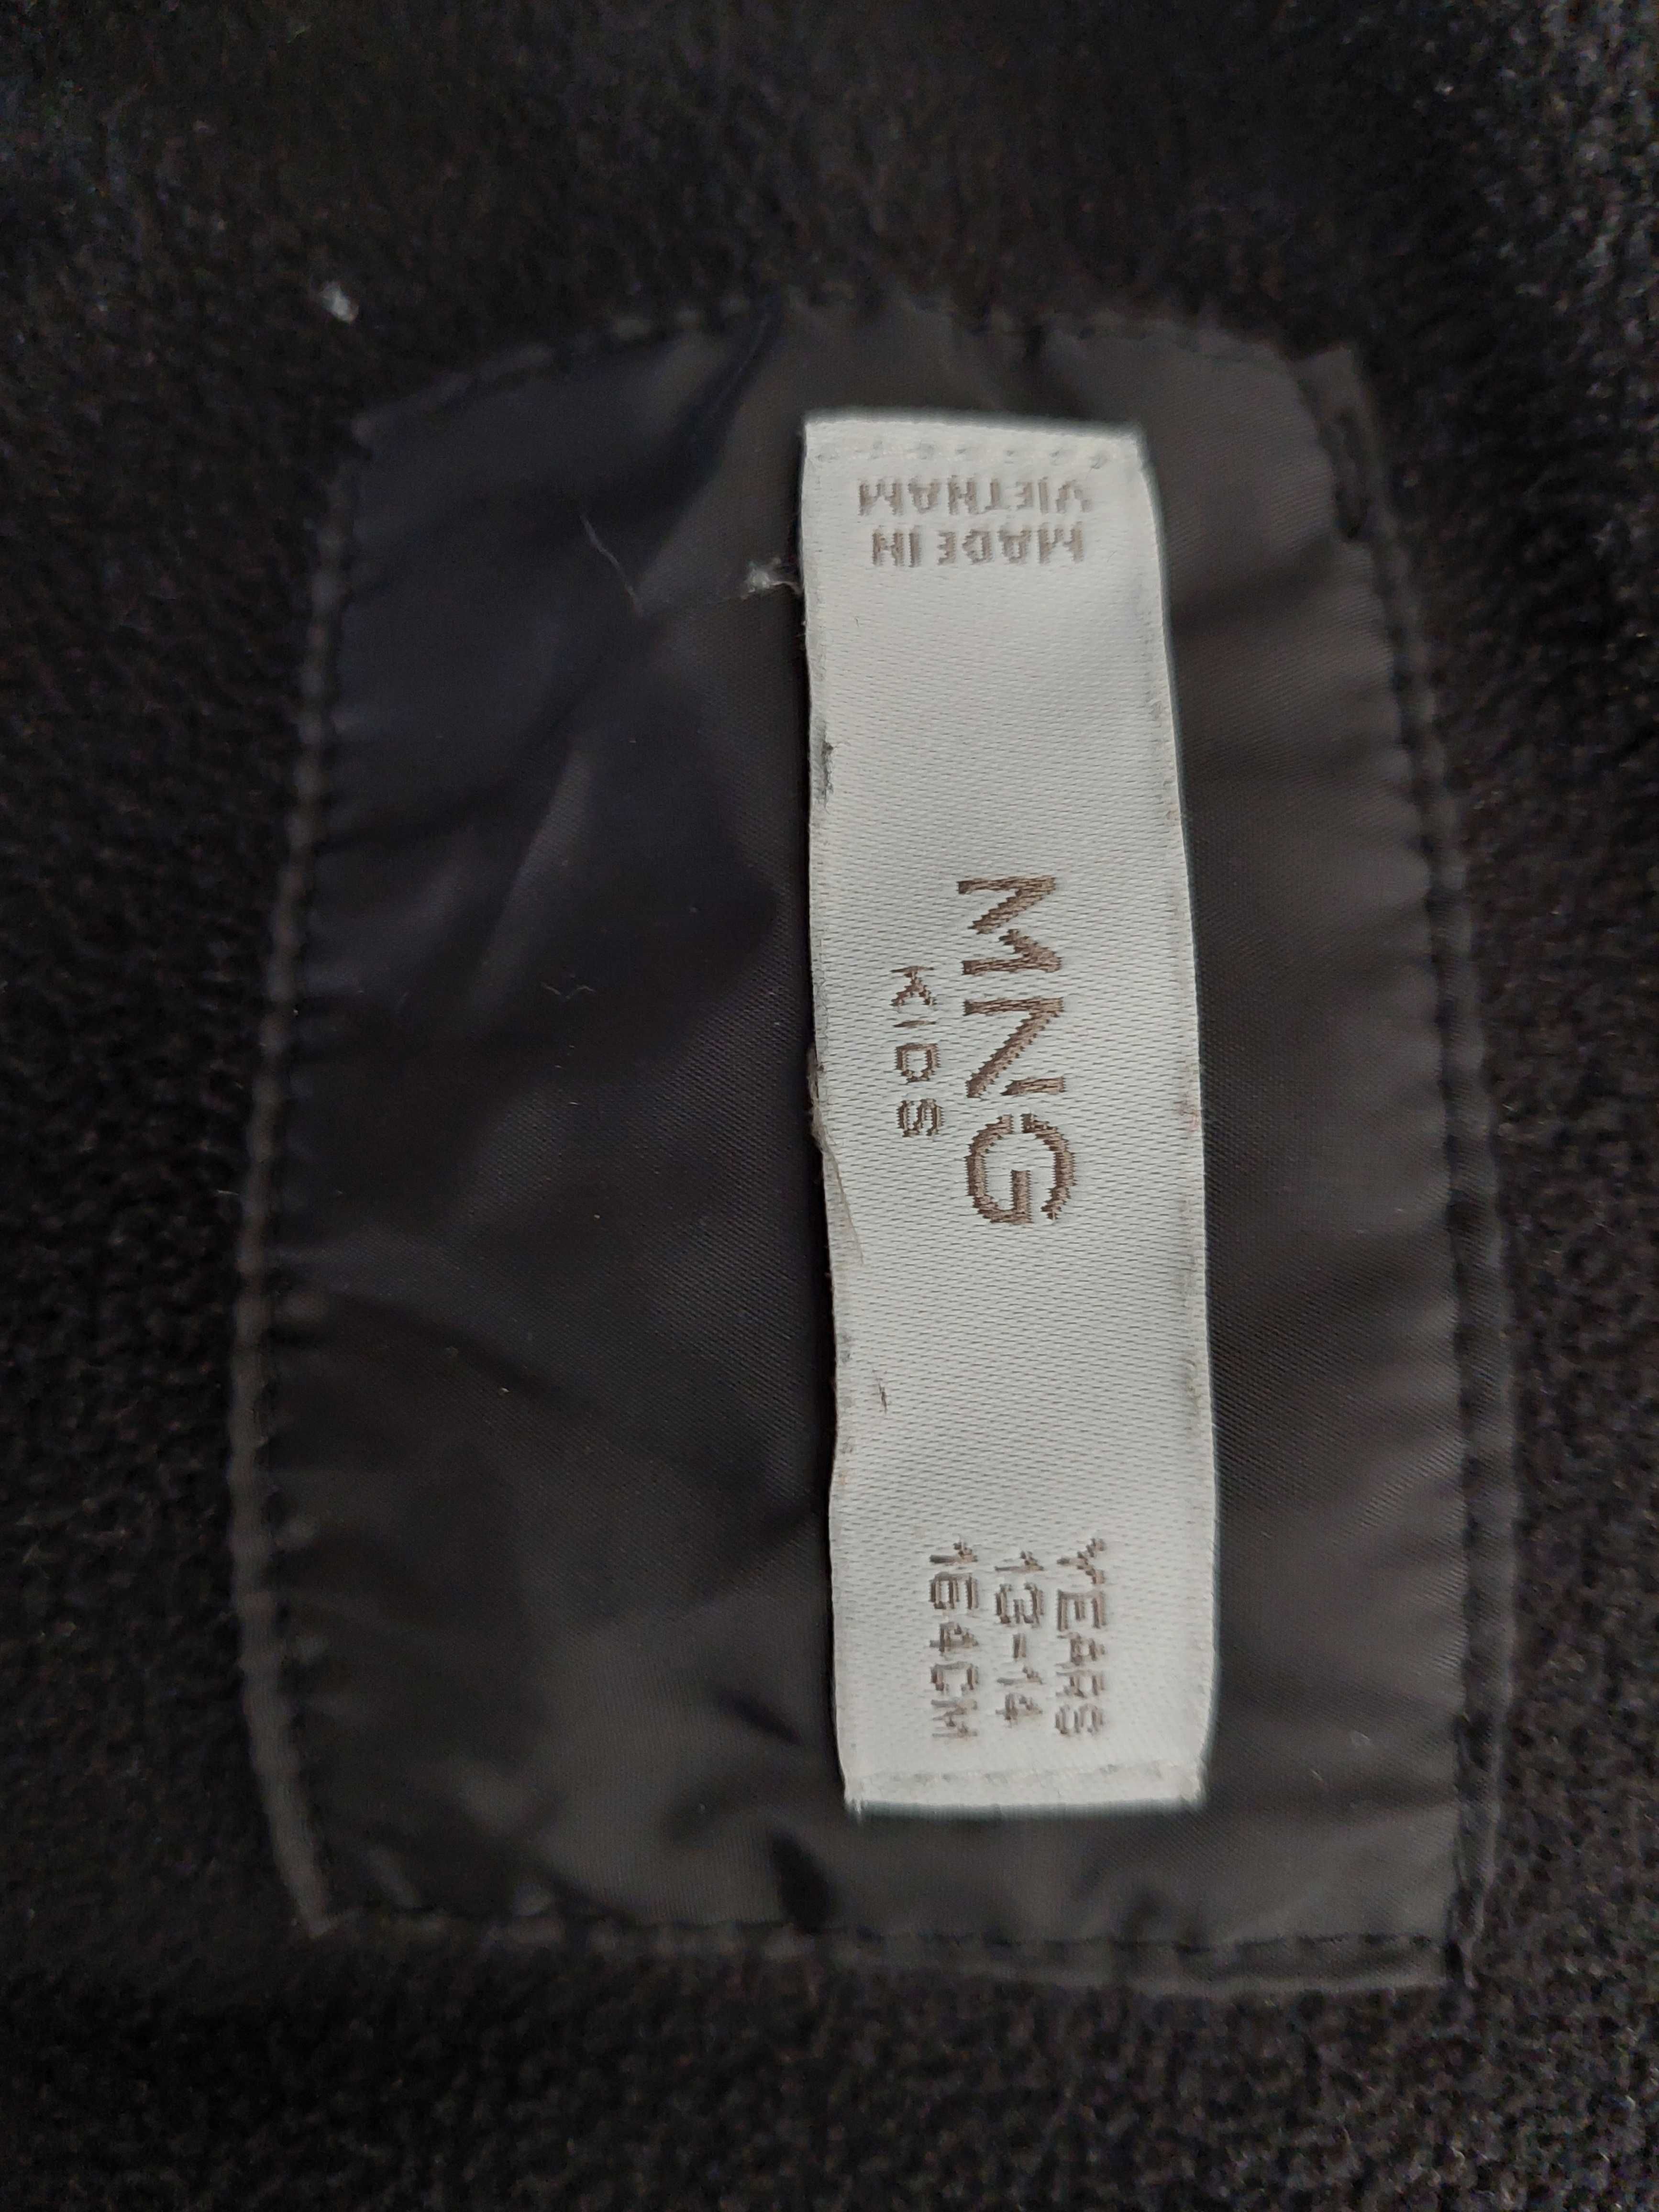 MNG
KIDS
YEARS
13-14
164CM
MADE IN
VIETNAM